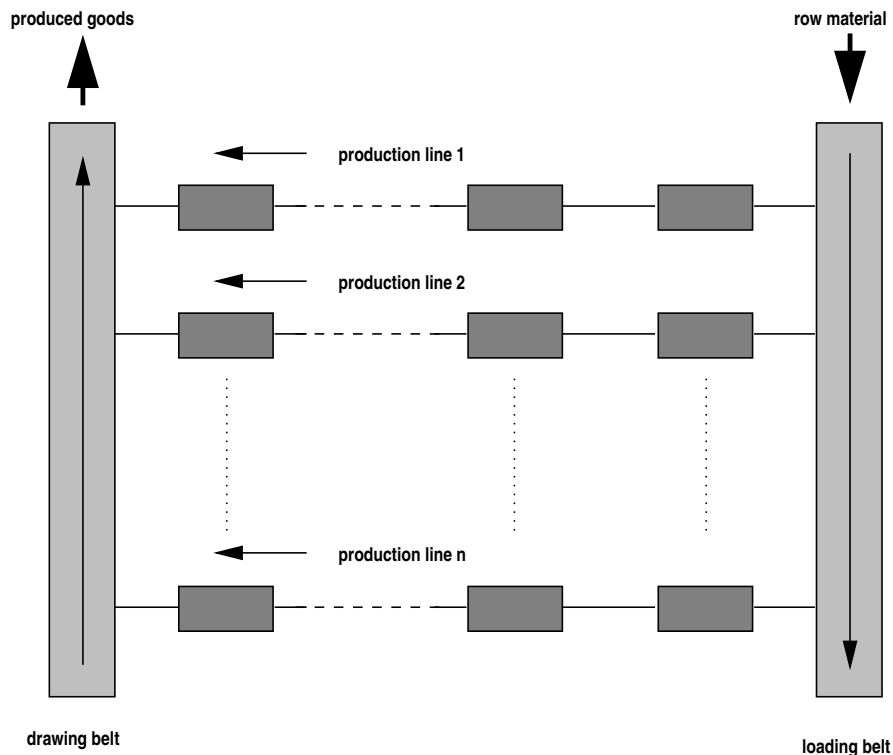 produced goods
row material
production line 1
production line 2
production line n
drawing belt
loading belt